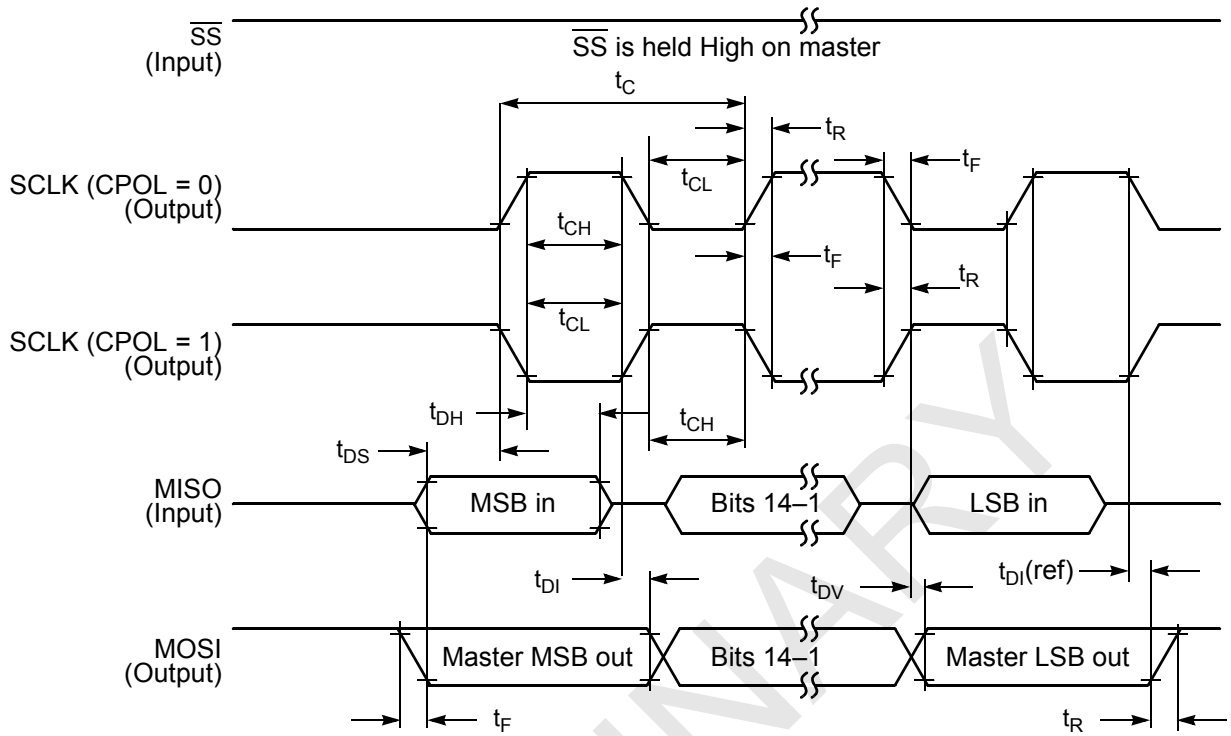 SS
(Input)
SS is held High on master
tC
tR
tF
SCLK (CPOL = 0)
(Output)
tCL
tCH
tF
tR
SCLK (CPOL = 1)
(Output)
tCL
tDH
tCH
tDS
MISO
(Input)
MSB in
Bits 14–1
LSB in
tDI
tDV
tDI(ref)
MOSI
(Output)
Master MSB out
Bits 14–1
Master LSB out
tF
tR